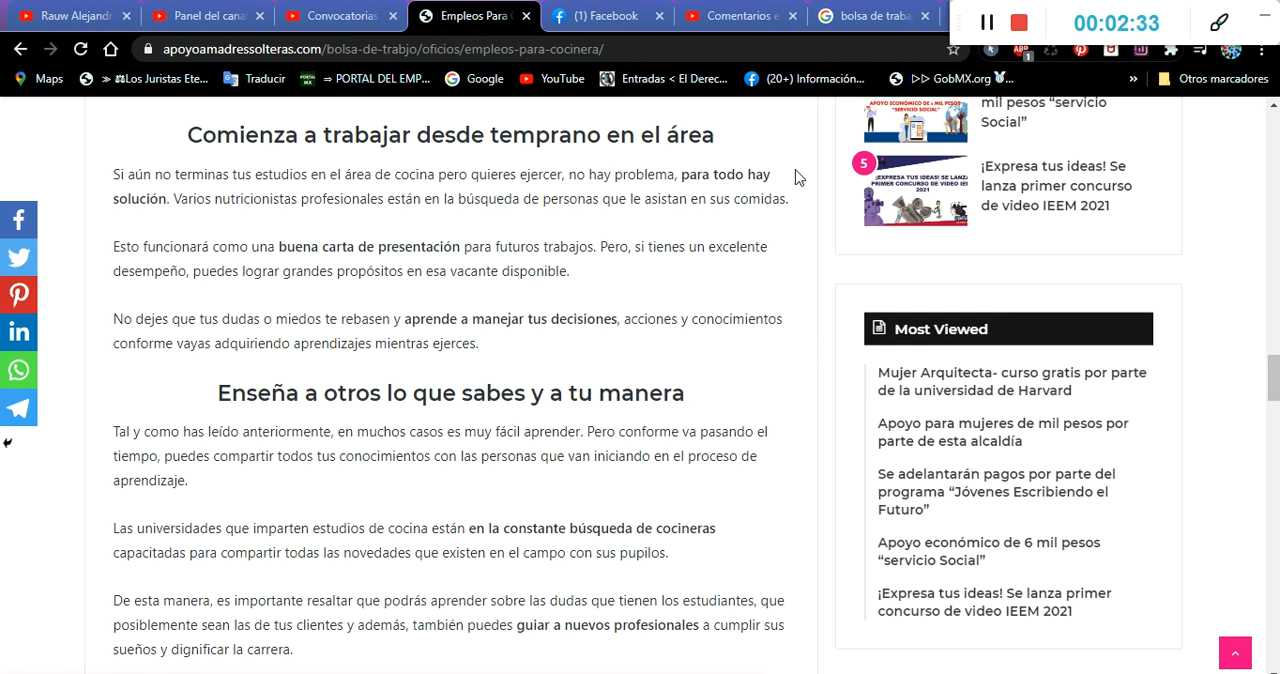 Rauw Alejandr
Panel del cana
Convocatorias
Empleos Para C
(1) Facebook
Comentarios e
bolsa de traba
00:02:33
apoyoamadressolteras.com/bolsa-de-trabjo/oficios/empleos-para-cocinera/
Maps
» ⚖Los Juristas Ete...
Traducir
⇒ PORTAL DEL EMP...
Google
YouTube
Entradas < El Derec...
(20+) Información...
▷▷ GobMX.org
»
Otros marcadores
Comienza a trabajar desde temprano en el área
Si aún no terminas tus estudios en el área de cocina pero quieres ejercer, no hay problema, para todo hay
solución. Varios nutricionistas profesionales están en la búsqueda de personas que le asistan en sus comidas.
Esto funcionará como una buena carta de presentación para futuros trabajos. Pero, si tienes un excelente
desempeño, puedes lograr grandes propósitos en esa vacante disponible.
No dejes que tus dudas o miedos te rebasen y aprende a manejar tus decisiones, acciones y conocimientos
conforme vayas adquiriendo aprendizajes mientras ejerces.
Enseña a otros lo que sabes y a tu manera
Tal y como has leído anteriormente, en muchos casos es muy fácil aprender. Pero conforme va pasando el
tiempo, puedes compartir todos tus conocimientos con las personas que van iniciando en el proceso de
aprendizaje.
Las universidades que imparten estudios de cocina están en la constante búsqueda de cocineras
capacitadas para compartir todas las novedades que existen en el campo con sus pupilos.
De esta manera, es importante resaltar que podrás aprender sobre las dudas que tienen los estudiantes, que
posiblemente sean las de tus clientes y además, también puedes guiar a nuevos profesionales a cumplir sus
sueños y dignificar la carrera.
mil pesos “servicio
Social”
5
¡Expresa tus ideas! Se
lanza primer concurso
de video IEEM 2021
Most Viewed
Mujer Arquitecta- curso gratis por parte
de la universidad de Harvard
Apoyo para mujeres de mil pesos por
parte de esta alcaldía
Se adelantarán pagos por parte del
programa “Jóvenes Escribiendo el
Futuro”
Apoyo económico de 6 mil pesos
“servicio Social”
¡Expresa tus ideas! Se lanza primer
concurso de video IEEM 2021